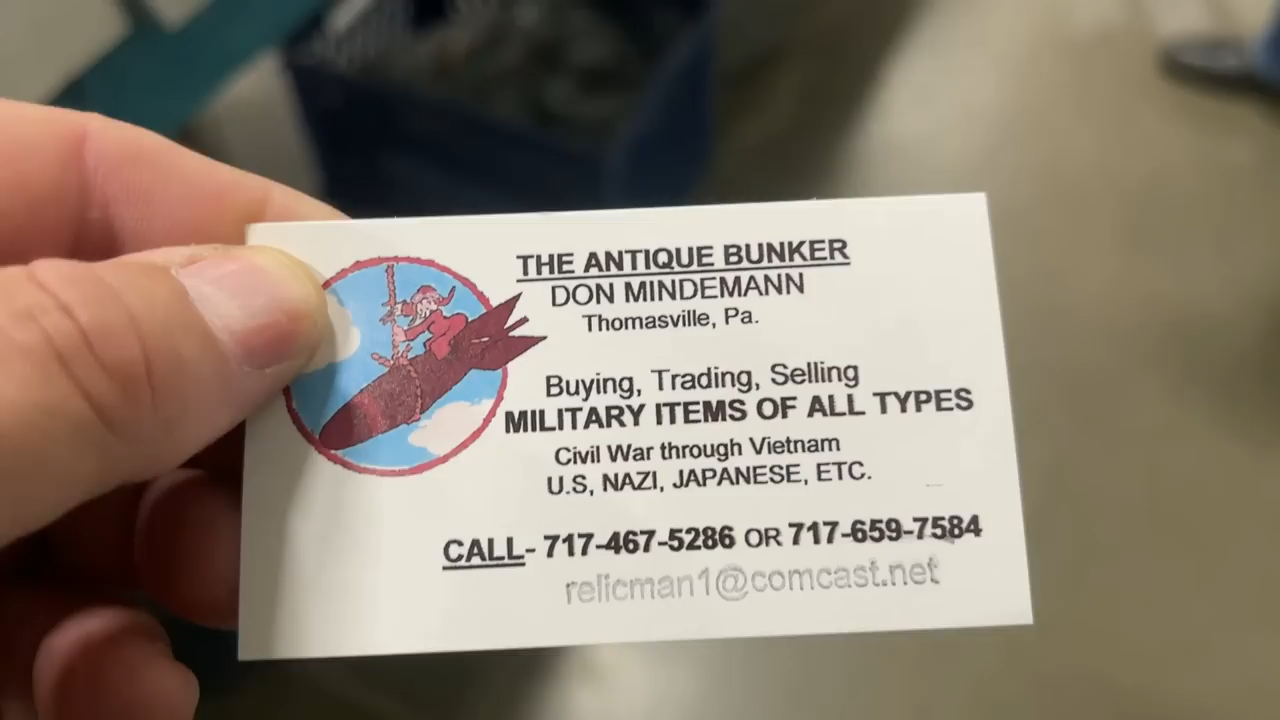 THE ANTIQUE BUNKER
DON MINDEMANN
Thomasville, Pa.
Buying, Trading, Selling
MILITARY ITEMS OF ALL TYPES
Civil War through Vietnam
U.S, NAZI, JAPANESE, ETC.
CALL- 717-467-5286 OR 717-659-7584
relicman1@comcast.net